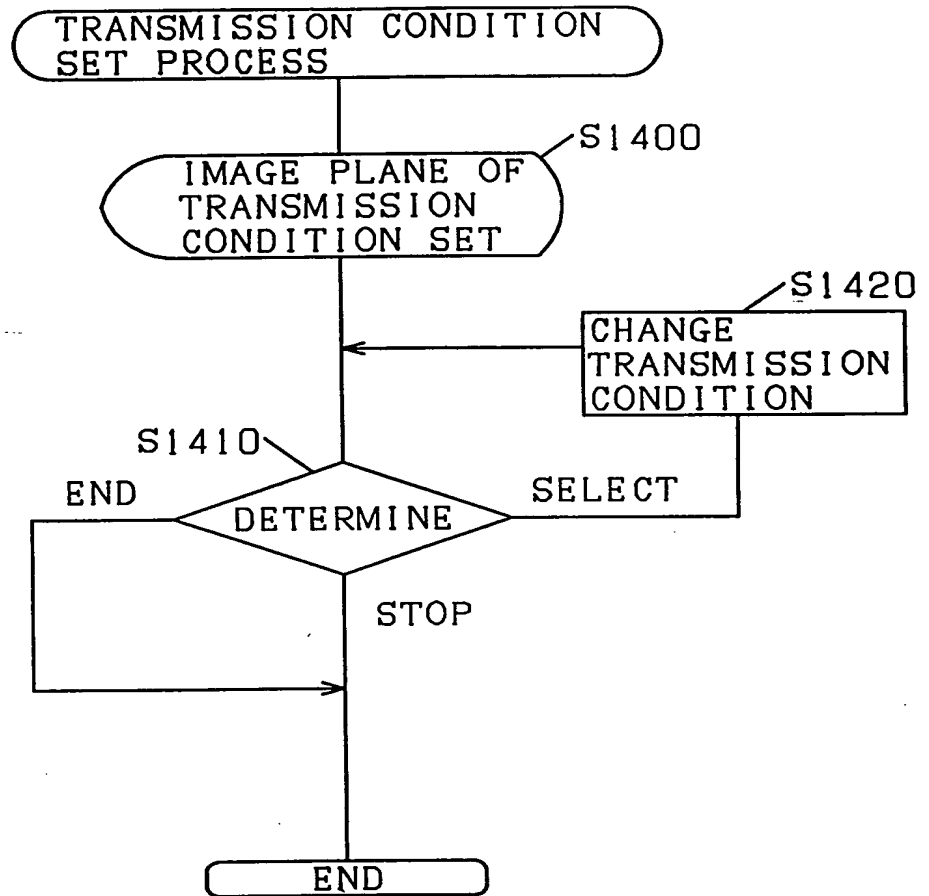 TRANSMISSION CONDITION
SET PROCESS
S1400
IMAGE PLANE OF
TRANSMISSION
CONDITION SET
S1420
CHANGE
TRANSMISSION
CONDITION
S1410
END
DETERMINE
SELECT
STOP
END